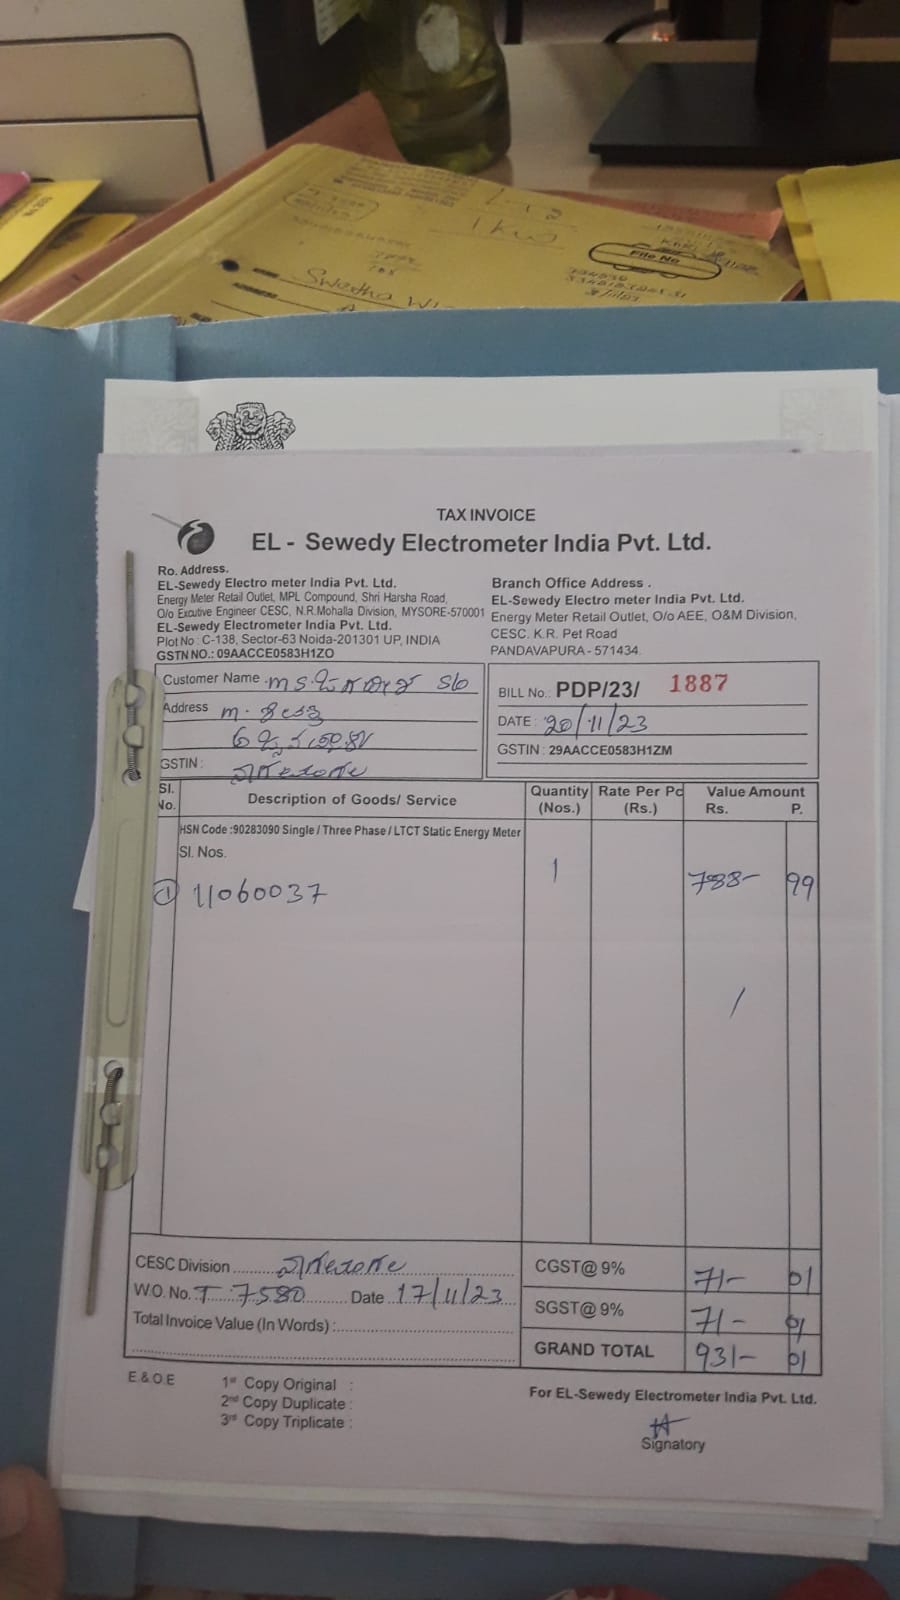 Swetha
1kW
File No
TAX INVOICE
EL - Sewedy Electrometer India Pvt. Ltd.
Ro. Address.
EL-Sewedy Electro meter India Pvt. Ltd.
Energy Meter Retail Outlet, MPL Compound, Shri Harsha Road,
O/o Excutive Engineer CESC, N.R.Mohalla Division, MYSORE-570001
EL-Sewedy Electrometer India Pvt. Ltd.
Plot No : C-138, Sector-63 Noida-201301 UP, INDIA
GSTN NO.: 09AACCE0583H1ZO
Branch Office Address .
EL-Sewedy Electro meter India Pvt. Ltd.
Energy Meter Retail Outlet, O/o AEE, O&M Division,
CESC. K.R. Pet Road
PANDAVAPURA - 571434.
Customer Name
Address
GSTIN :
BILL No.: PDP/23/ 1887
DATE : 20/11/23
GSTIN : 29AACCE0583H1ZM
Sl. No. Description of Goods/ Service Quantity (Nos.) Rate Per Pc (Rs.) Value Amount Rs. P.
HSN Code :90283090 Single / Three Phase / LTCT Static Energy Meter
Sl. Nos.
① 11060037 1 788- 99
CESC Division
W.O. No. T 7580 Date 17/11/23
Total Invoice Value (In Words) :
CGST@ 9% 71- 01
SGST@ 9% 71- 01
GRAND TOTAL 931- 01
E & O E
1st Copy Original :
2nd Copy Duplicate :
3rd Copy Triplicate :
For EL-Sewedy Electrometer India Pvt. Ltd.
Signatory